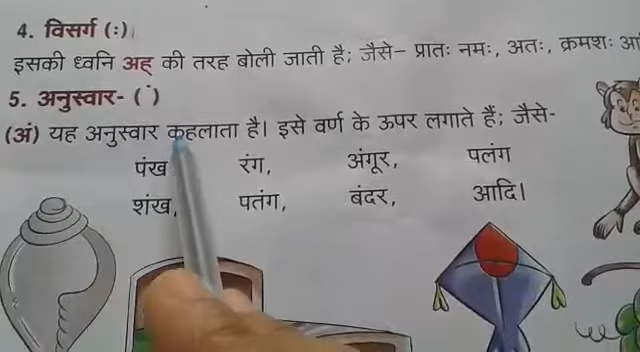 4. विसर्ग (ः)
इसकी ध्वनि अह् की तरह बोली जाती है; जैसे- प्रातः नमः, अतः, क्रमशः
5. अनुस्वार- ( ं )
(अं) यह अनुस्वार कहलाता है। इसे वर्ण के ऊपर लगाते हैं; जैसे-
पंख रंग, अंगूर, पलंग
शंख, पतंग, बंदर, आदि।